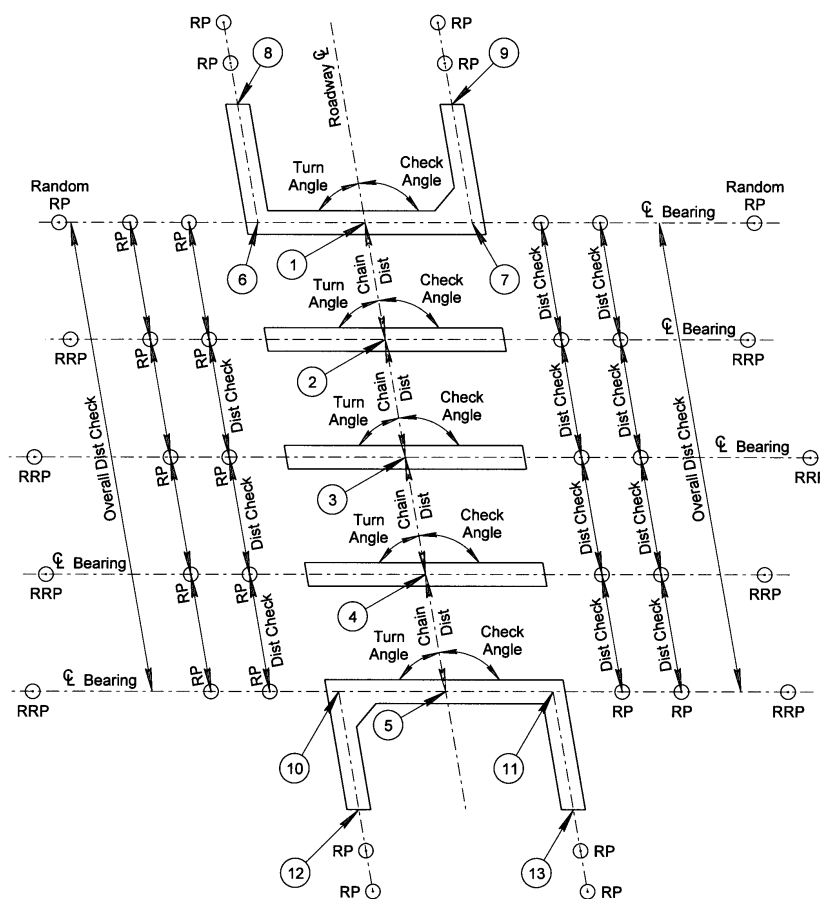 RP
RP
8
Roadway ℄
RP
RP
9
Turn
Angle
Check
Angle
Random
RP
℄ Bearing
Random
RP
RP
RP
6
1
7
Chain
Dist
Dist Check
Dist Check
Turn
Angle
Check
Angle
℄ Bearing
RRP
RP
RP
2
RRP
Overall Dist Check
Dist Check
Chain
Dist
Dist Check
Dist Check
Overall Dist Check
Turn
Angle
Check
Angle
℄ Bearing
RRP
RP
RP
3
RRP
Dist Check
Chain
Dist
Dist Check
Dist Check
Turn
Angle
Check
Angle
℄ Bearing
RRP
RP
RP
4
RRP
Dist Check
Chain
Dist
Dist Check
Dist Check
Turn
Angle
Check
Angle
℄ Bearing
RRP
RP
RP
10
5
11
RP
RP
RRP
12
RP
RP
13
RP
RP